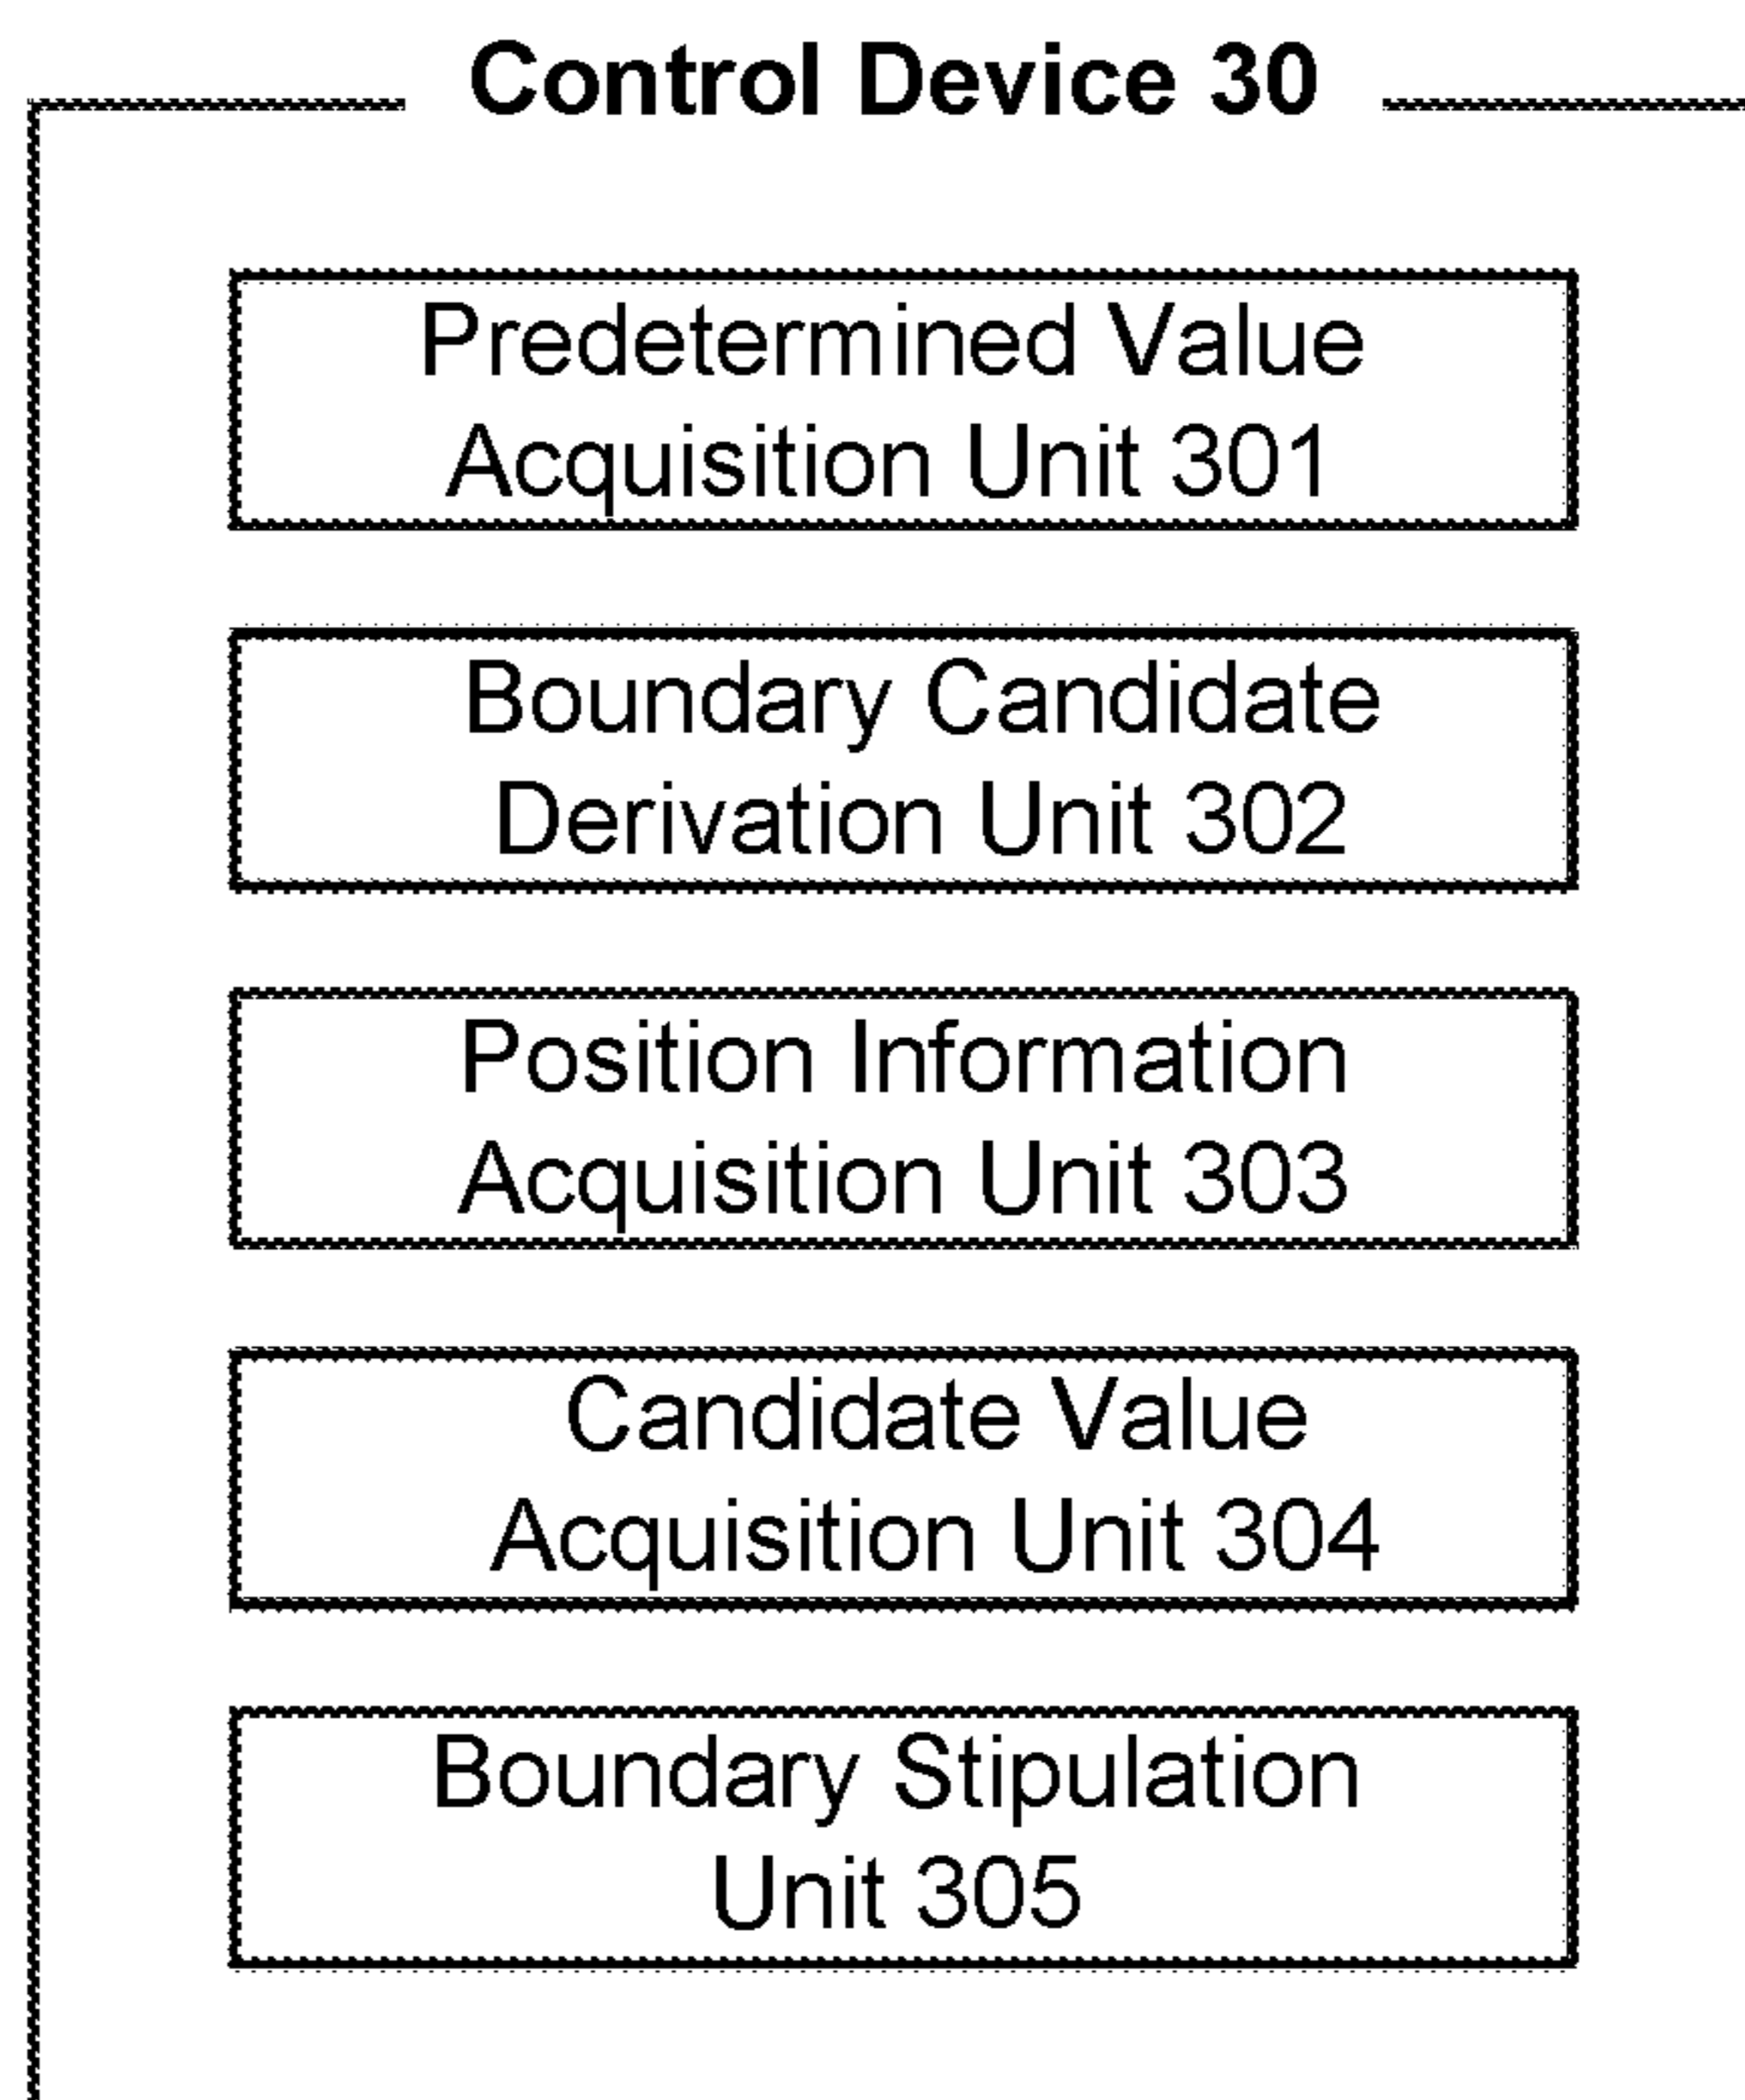 Control Device 30
Predetermined Value
Acquisition Unit 301
Boundary Candidate
Derivation Unit 302
Position Information
Acquisition Unit 303
Candidate Value
Acquisition Unit 304
Boundary Stipulation
Unit 305